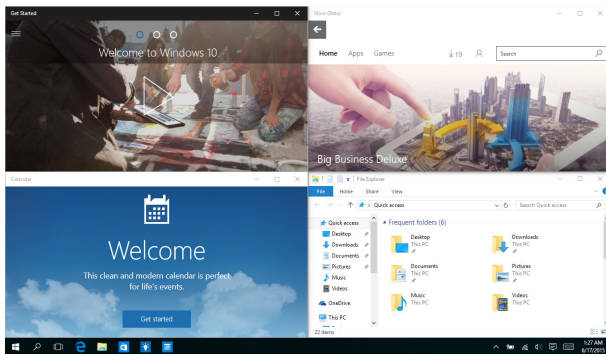 Get Started
Welcome to Windows 10
Store (Beta)
Home Apps Games 19 Search
Big Business Deluxe
Calendar
Welcome
This clean and modern calendar is perfect
for life's events.
Get started
File Explorer
File Home Share View
Quick access
Search Quick access
Quick access
Desktop
Downloads
Documents
Pictures
Music
Videos
OneDrive
This PC
Frequent folders (6)
Desktop
This PC
Downloads
This PC
Documents
This PC
Pictures
This PC
Music
This PC
Videos
This PC
22 items
1:27 AM
6/17/2015